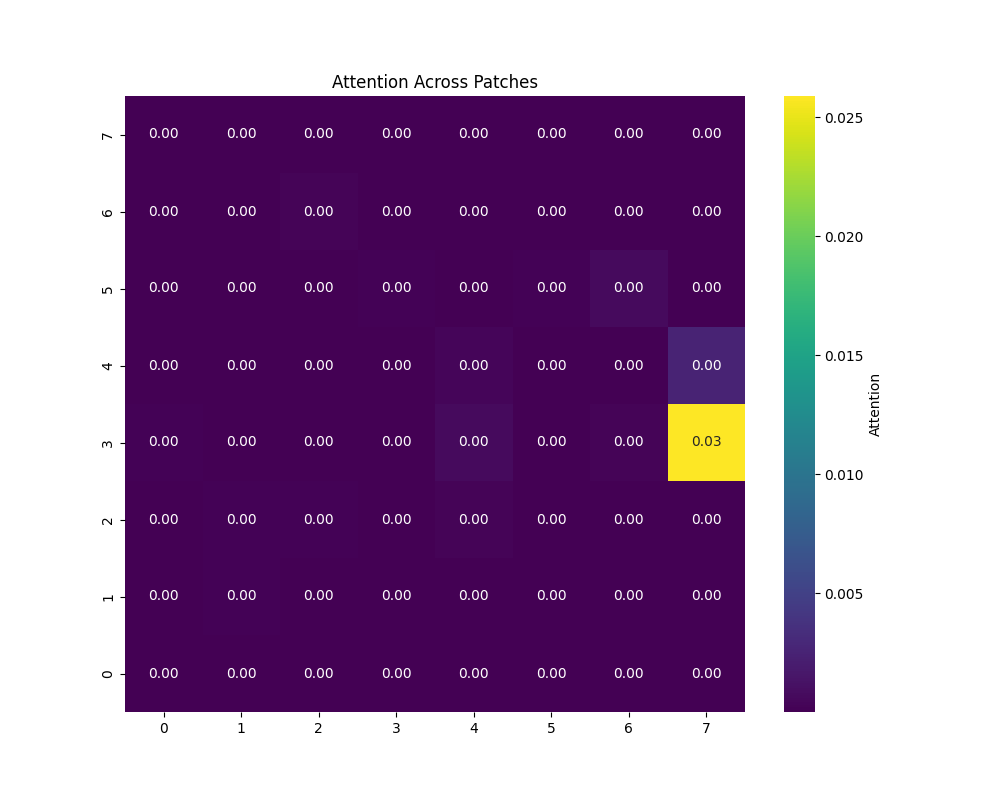 Attention Across Patches
7 0.00 0.00 0.00 0.00 0.00 0.00 0.00 0.00
6 0.00 0.00 0.00 0.00 0.00 0.00 0.00 0.00
5 0.00 0.00 0.00 0.00 0.00 0.00 0.00 0.00
4 0.00 0.00 0.00 0.00 0.00 0.00 0.00 0.00
3 0.00 0.00 0.00 0.00 0.00 0.00 0.00 0.03
2 0.00 0.00 0.00 0.00 0.00 0.00 0.00 0.00
1 0.00 0.00 0.00 0.00 0.00 0.00 0.00 0.00
0 0.00 0.00 0.00 0.00 0.00 0.00 0.00 0.00
0 1 2 3 4 5 6 7
0.025
0.020
0.015
0.010
0.005
Attention